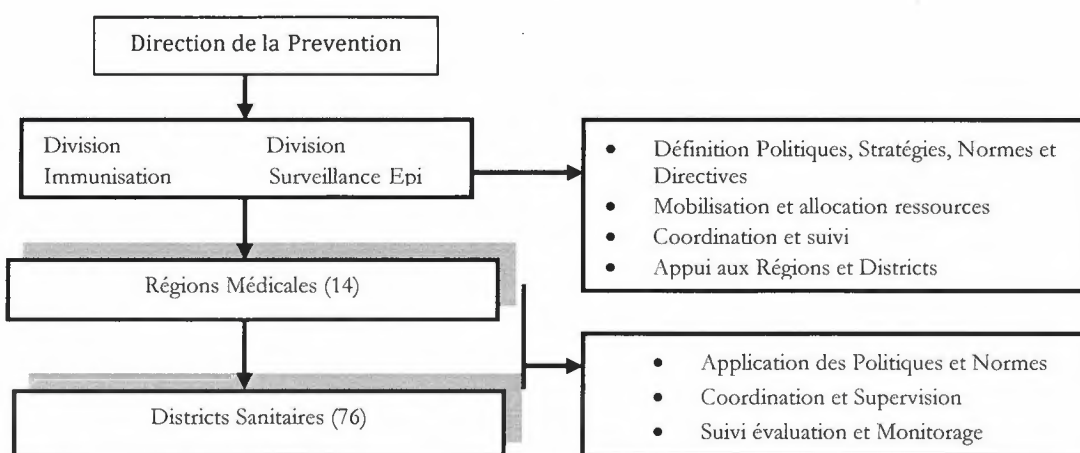 Direction de la Prevention
Division Division
Immunisation Surveillance Epi
• Définition Politiques, Stratégies, Normes et
Directives
• Mobilisation et allocation ressources
• Coordination et suivi
• Appui aux Régions et Districts
Régions Médicales (14)
Districts Sanitaires (76)
• Application des Politiques et Normes
• Coordination et Supervision
• Suivi évaluation et Monitorage